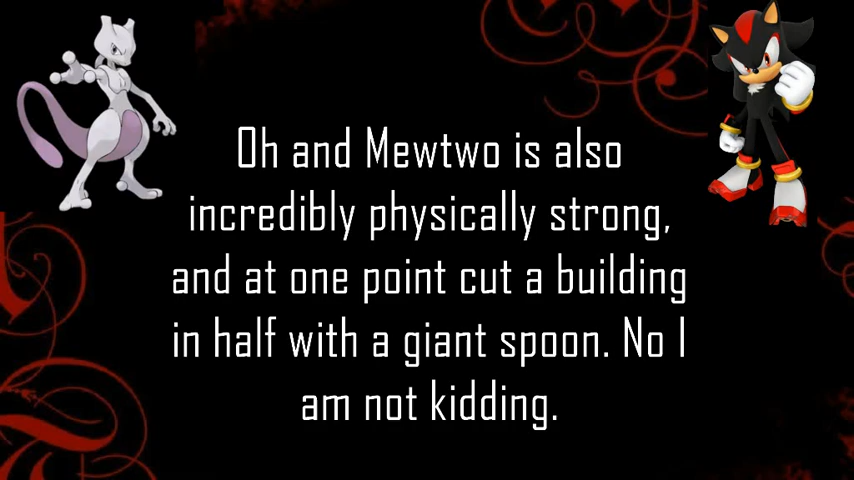 Oh and Mewtwo is also
incredibly physically strong,
and at one point cut a building
in half with a giant spoon. No I
am not kidding.